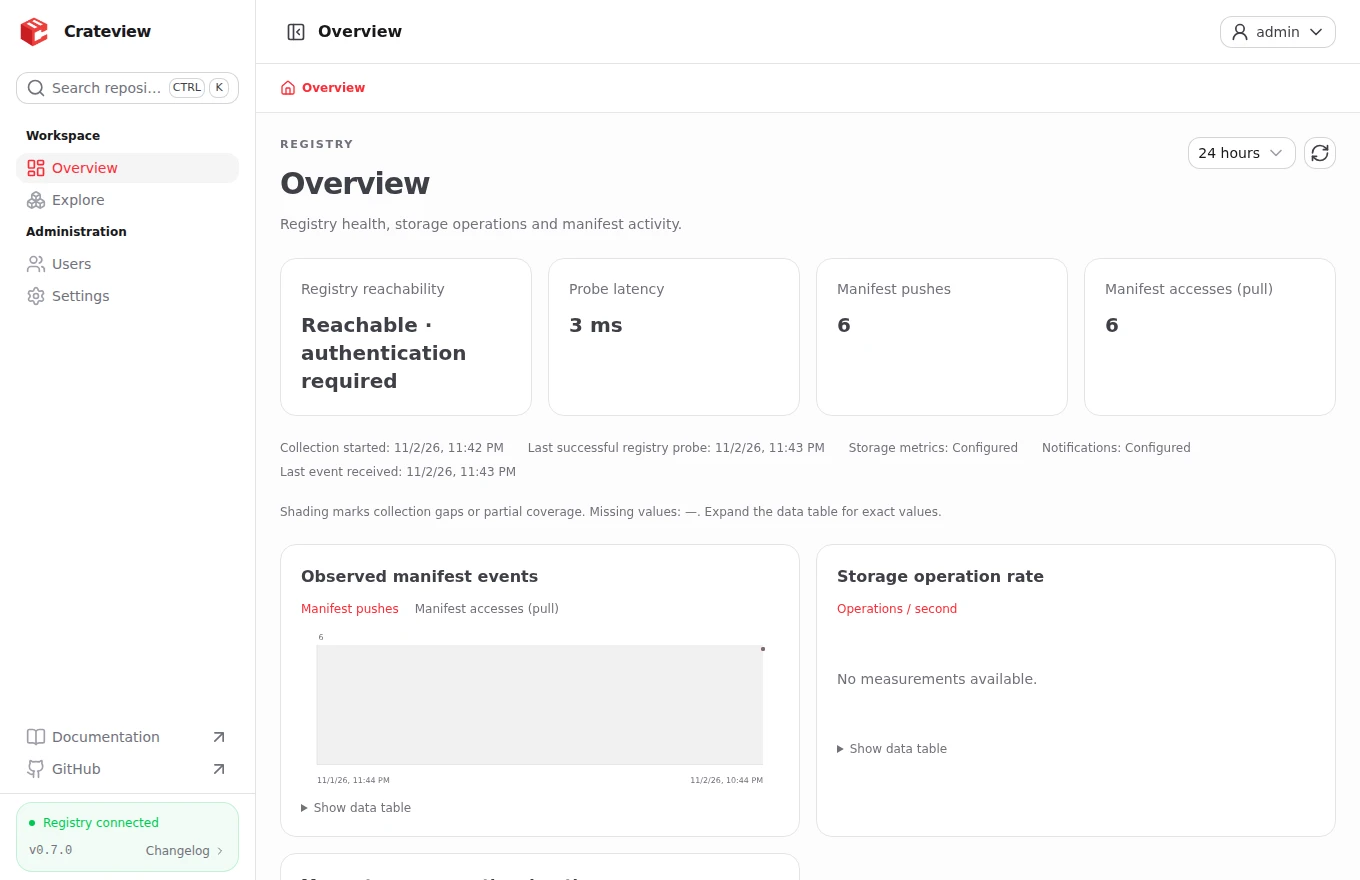 Crateview
Overview
admin
Search reposi...
CTRL
K
Overview
Workspace
Overview
Explore
Administration
Users
Settings
REGISTRY
24 hours
Overview
Registry health, storage operations and manifest activity.
Registry reachability
Reachable ·
authentication
required
Probe latency
3 ms
Manifest pushes
6
Manifest accesses (pull)
6
Collection started: 11/2/26, 11:42 PM
Last successful registry probe: 11/2/26, 11:43 PM
Storage metrics: Configured
Notifications: Configured
Last event received: 11/2/26, 11:43 PM
Shading marks collection gaps or partial coverage. Missing values: —. Expand the data table for exact values.
Observed manifest events
Manifest pushes
Manifest accesses (pull)
6
11/1/26, 11:44 PM
11/2/26, 10:44 PM
Show data table
Storage operation rate
Operations / second
No measurements available.
Show data table
Documentation
GitHub
Registry connected
v0.7.0
Changelog